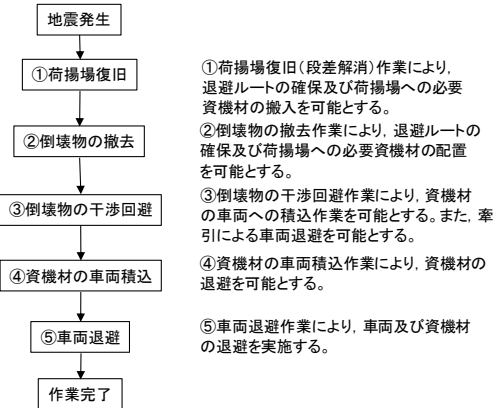 地震発生
①荷揚場復旧
②倒壊物の撤去
③倒壊物の干渉回避
④資機材の車両積込
⑤車両退避
作業完了
①荷揚場復旧（段差解消）作業により，
退避ルートの確保及び荷揚場への必要
資機材の搬入を可能とする。
②倒壊物の撤去作業により，退避ルートの
確保及び荷揚場への必要資機材の配置
を可能とする。
③倒壊物の干渉回避作業により，資機材
の車両への積込作業を可能とする。また，牽
引による車両退避を可能とする。
④資機材の車両積込作業により，資機材の
退避を可能とする。
⑤車両退避作業により，車両及び資機材
の退避を実施する。